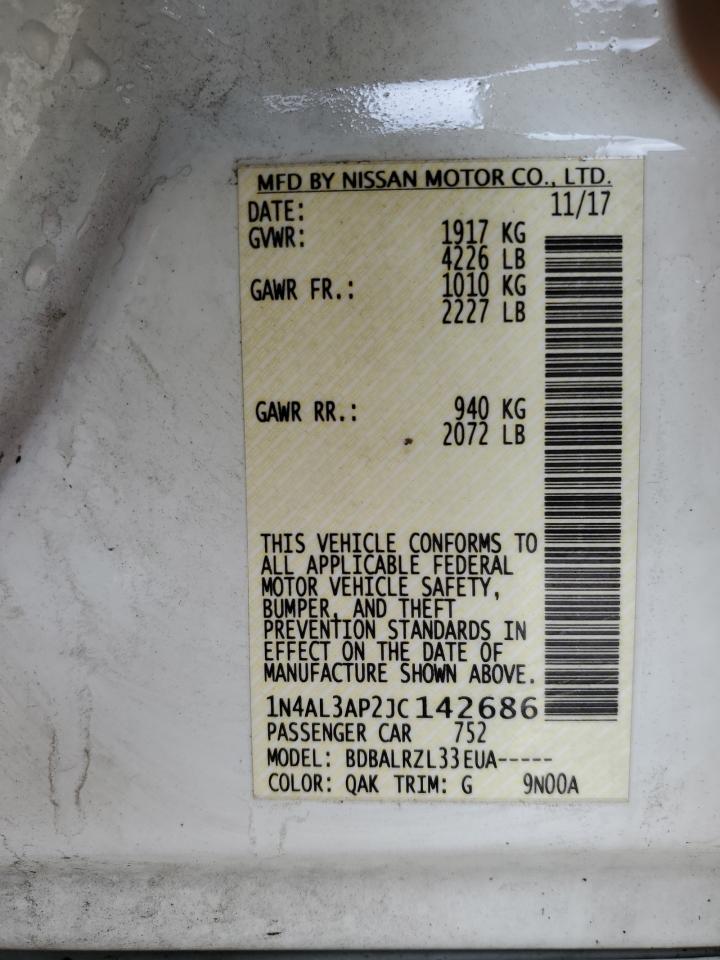 MFD BY NISSAN MOTOR CO., LTD.
DATE: 11/17
GVWR: 1917 KG
4226 LB
GAWR FR.: 1010 KG
2227 LB
GAWR RR.: 940 KG
2072 LB
THIS VEHICLE CONFORMS TO
ALL APPLICABLE FEDERAL
MOTOR VEHICLE SAFETY,
BUMPER, AND THEFT
PREVENTION STANDARDS IN
EFFECT ON THE DATE OF
MANUFACTURE SHOWN ABOVE.
1N4AL3AP2JC142686
PASSENGER CAR 752
MODEL: BDBALRZL33EUA-----
COLOR: QAK TRIM: G 9N00A